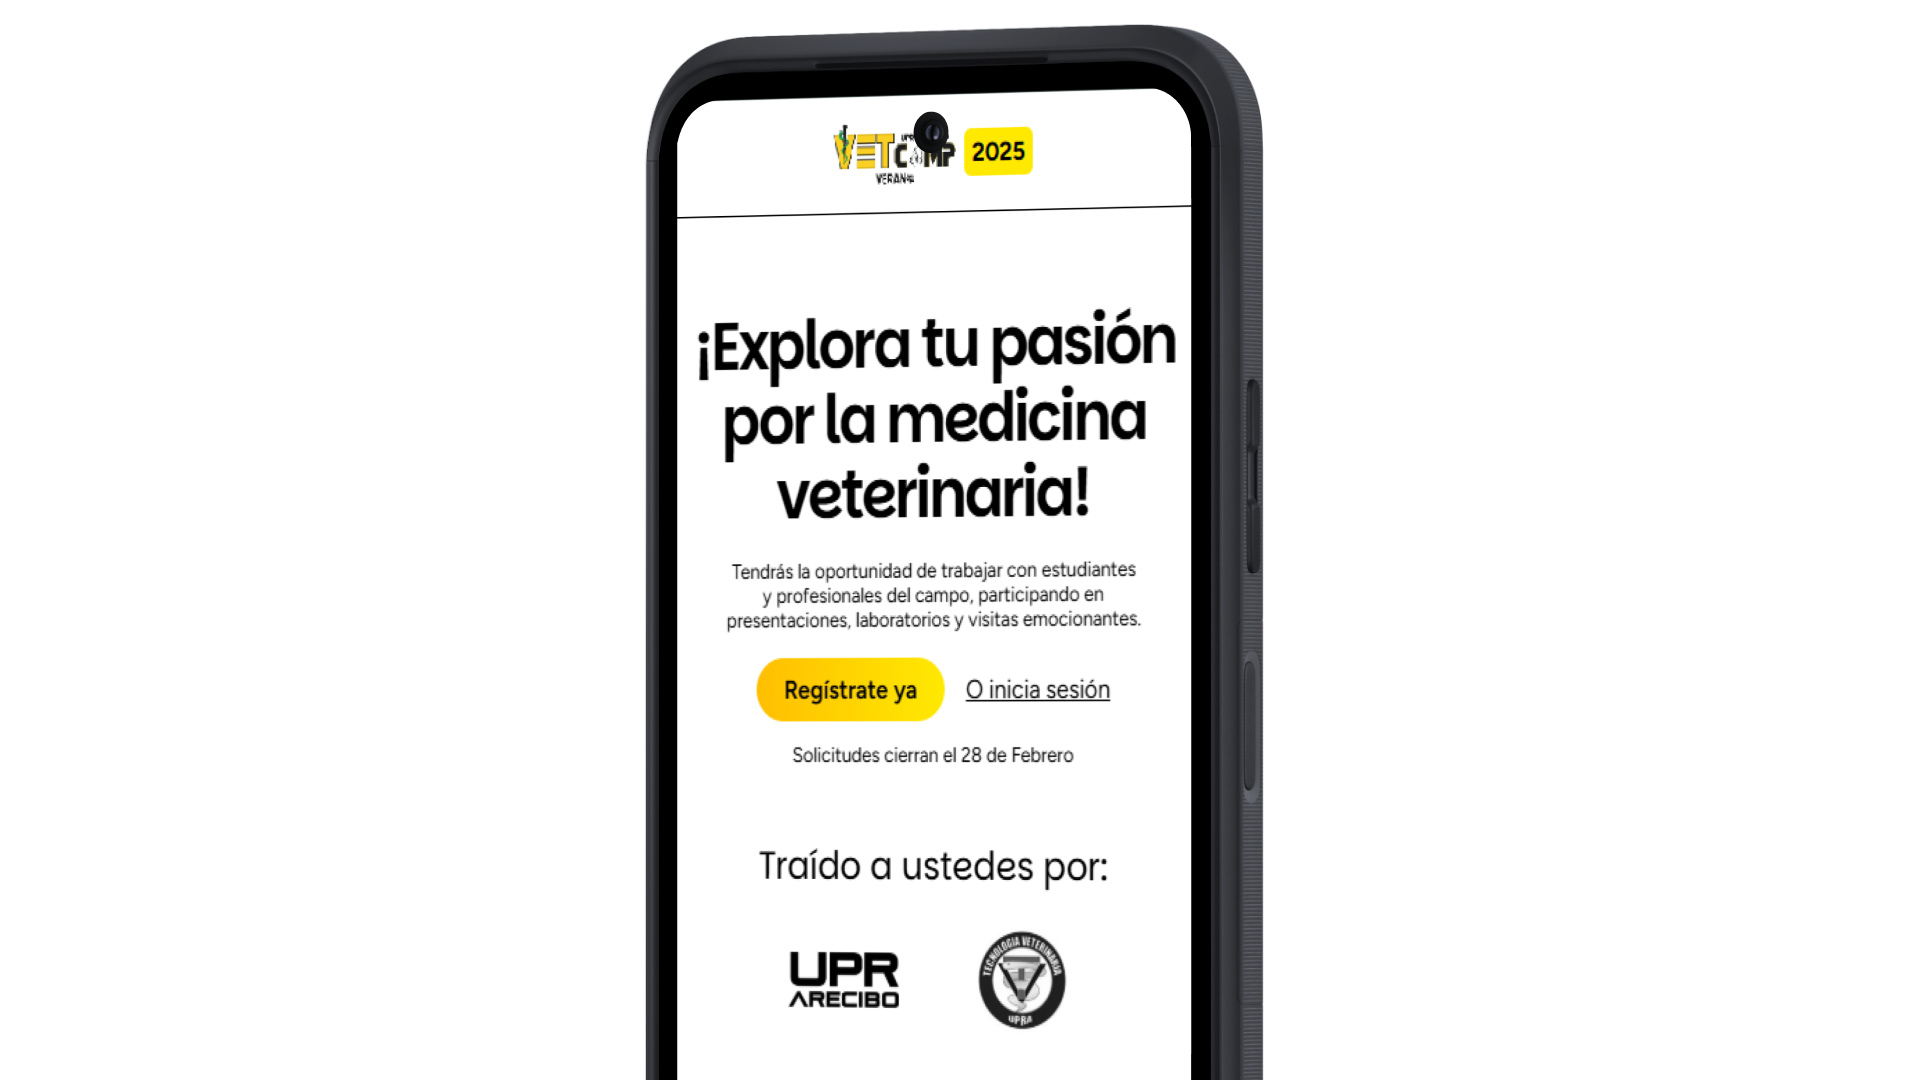 VET
VERANO
2025
¡Explora tu pasión
por la medicina
veterinaria!
Tendrás la oportunidad de trabajar con estudiantes
y profesionales del campo, participando en
presentaciones, laboratorios y visitas emocionantes.
Regístrate ya
O inicia sesión
Solicitudes cierran el 28 de Febrero
Traído a ustedes por:
UPR
ARECIBO
TECNOLOGIA VETERINARIA
UPRA